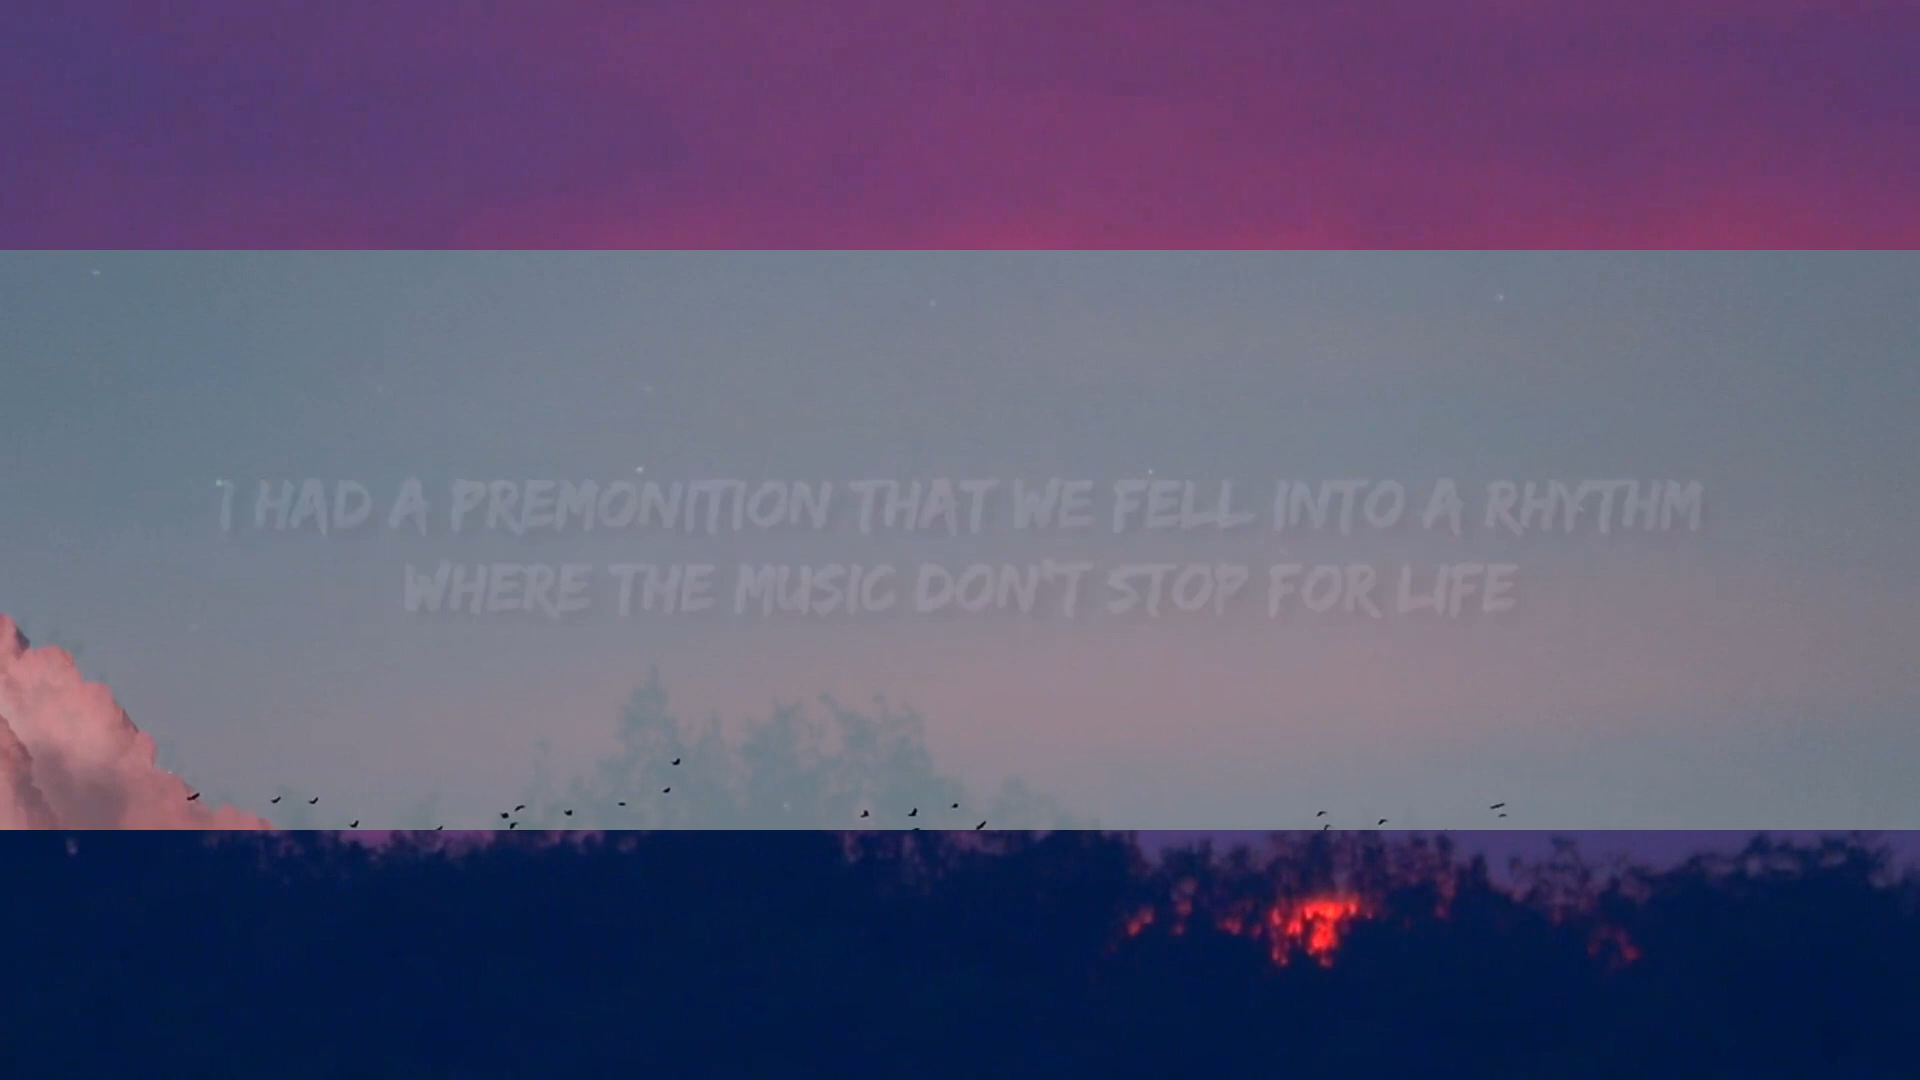 I HAD A PREMONITION THAT WE FELL INTO A RHYTHM
WHERE THE MUSIC DON'T STOP FOR LIFE